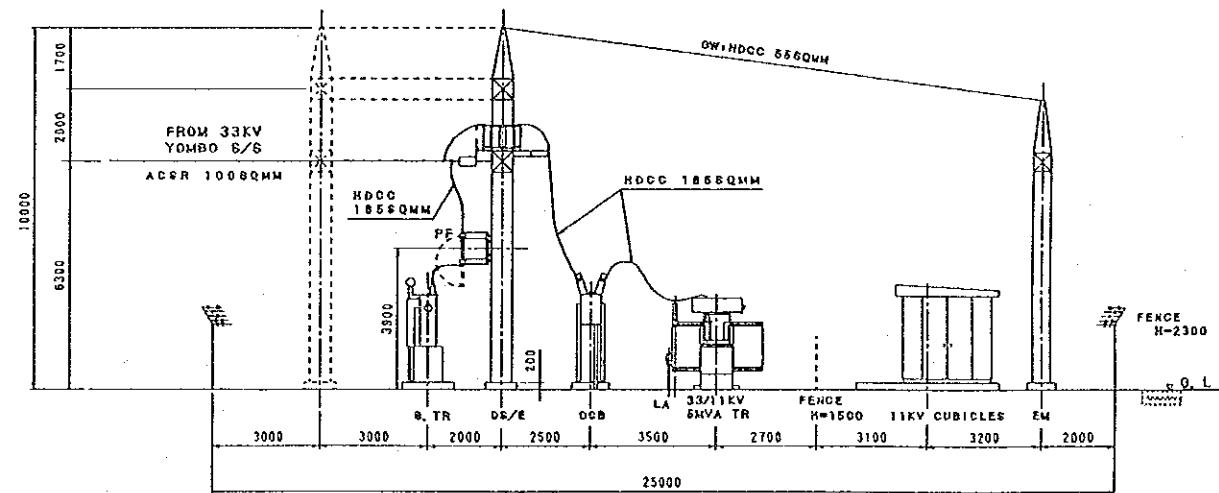 1700
2000
6300
10000
FROM 33KV
YOMBO S/S
ACSR 100SQMM
GW:HDCC 55SQMM
HDCC
185SQMM
HDCC 185SQMM
PF
3900
200
FENCE
H=2300
G.L
S.TR
DS/E
OCB
LA
33/11KV
5MVA TR
FENCE
H=1500
11KV CUBICLES
EM
3000
3000
2000
2500
3500
2700
3100
3200
2000
25000